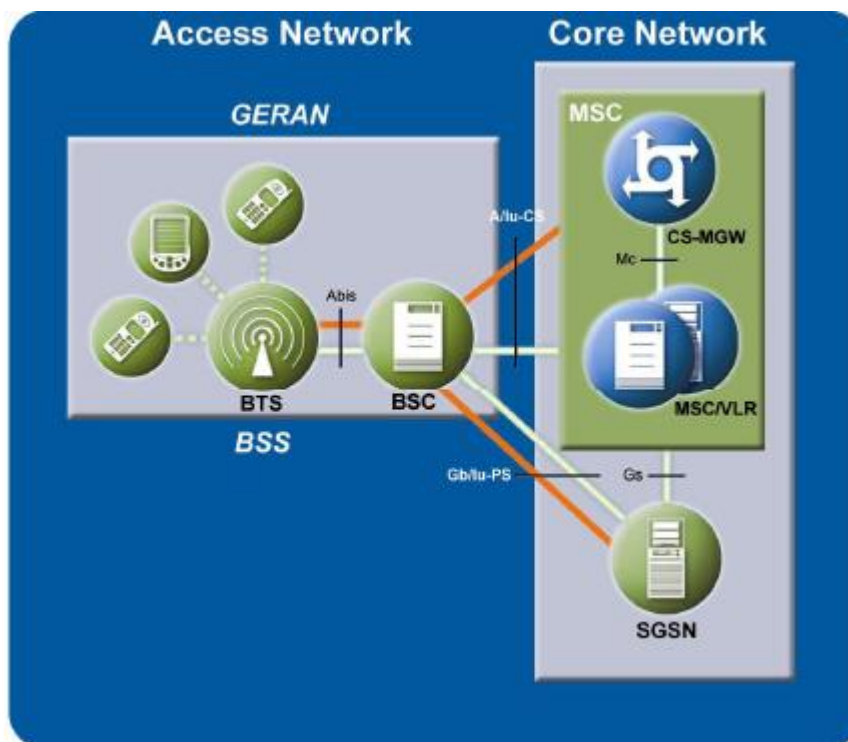 Access Network
Core Network
GERAN
MSC
A/Iu-CS
CS-MGW
Mc
Abis
BTS
BSC
MSC/VLR
BSS
Gb/Iu-PS
Gs
SGSN